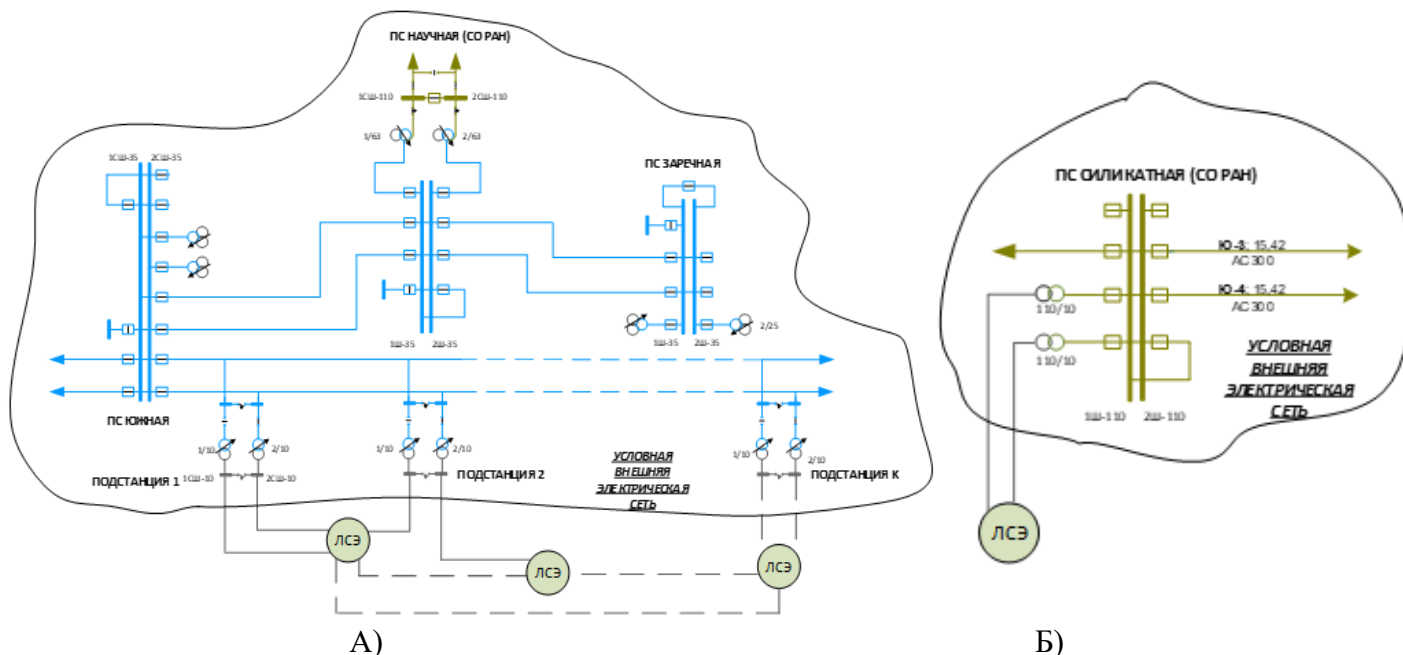 ПС НАУЧНАЯ (СО РАН)
1СШ-110
2СШ-110
1/63
2/63
1СШ-35
2СШ-35
ПС ЗАРЕЧНАЯ
2/25
1Ш-35
2Ш-35
1Ш-35
2Ш-35
ПС ЮЖНАЯ
1/10
2/10
1/10
2/10
1/10
2/10
ПОДСТАНЦИЯ 1
1СШ-10
2СШ-10
ПОДСТАНЦИЯ 2
УСЛОВНАЯ
ВНЕШНЯЯ
ЭЛЕКТРИЧЕСКАЯ
СЕТЬ
ПОДСТАНЦИЯ К
ЛСЭ
ЛСЭ
ЛСЭ
А)
ПС СИЛИКАТНАЯ (СО РАН)
Ю-3: 15,42
АС 300
Ю-4: 15,42
АС 300
110/10
110/10
1Ш-110
2Ш-110
УСЛОВНАЯ
ВНЕШНЯЯ
ЭЛЕКТРИЧЕСКАЯ
СЕТЬ
ЛСЭ
Б)